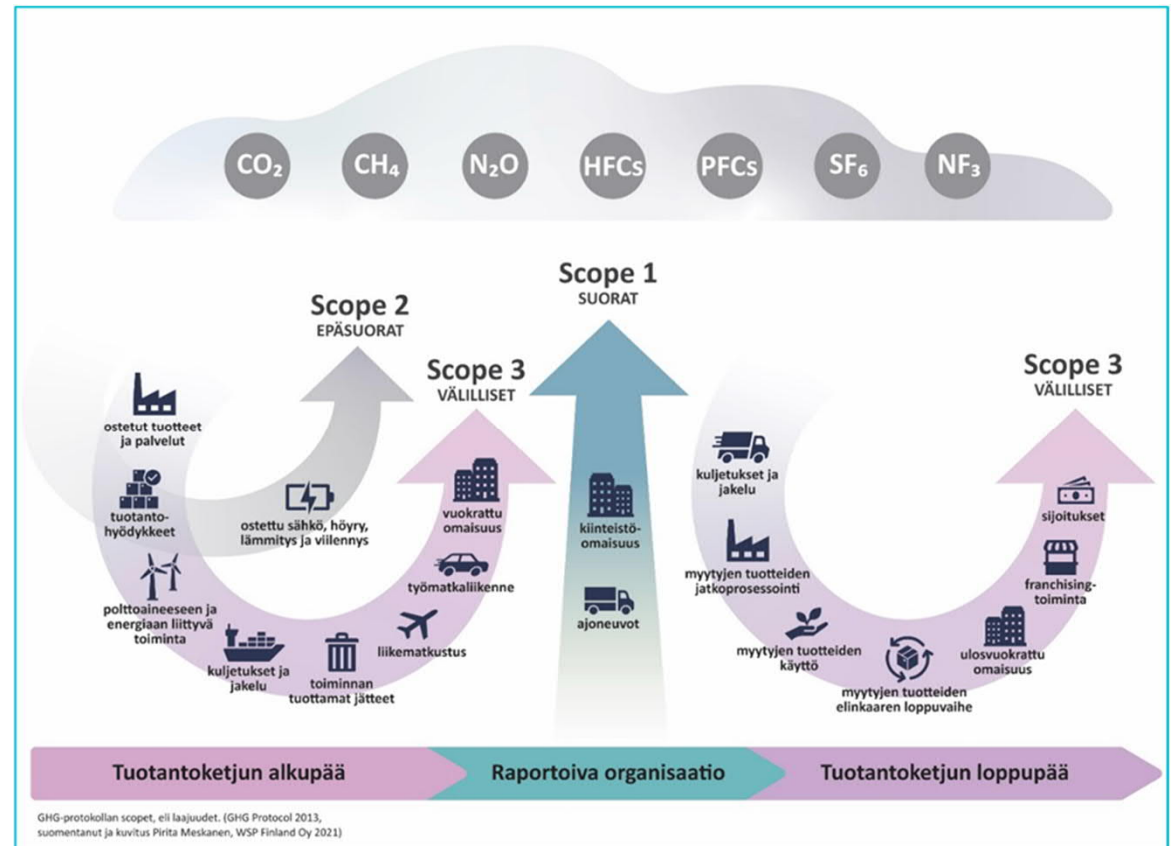 CO₂
CH₄
N₂O
HFCs
PFCs
SF₆
NF₃
Scope 1
SUORAT
Scope 2
EPÄSUORAT
Scope 3
VÄLILLISET
Scope 3
VÄLILLISET
ostetut tuotteet
ja palvelut
tuotanto-
hyödykkeet
polttoaineeseen ja
energiaan liittyvä
toiminta
kuljetukset ja
jakelu
toiminnan
tuottamat jätteet
liikematkustus
työmatkaliikenne
vuokrattu
omaisuus
ostettu sähkö, höyry,
lämmitys ja viilennys
kiinteistö-
omaisuus
ajoneuvot
kuljetukset ja
jakelu
myytyjen tuotteiden
jatkoprosessointi
myytyjen tuotteiden
käyttö
myytyjen tuotteiden
elinkaaren loppuvaihe
ulosvuokrattu
omaisuus
franchising-
toiminta
sijoitukset
Tuotantoketjun alkupää
Raportoiva organisaatio
Tuotantoketjun loppupää
GHG-protokollan scopet, eli laajuudet. (GHG Protocol 2013,
suomentanut ja kuvitus Pirita Meskanen, WSP Finland Oy 2021)